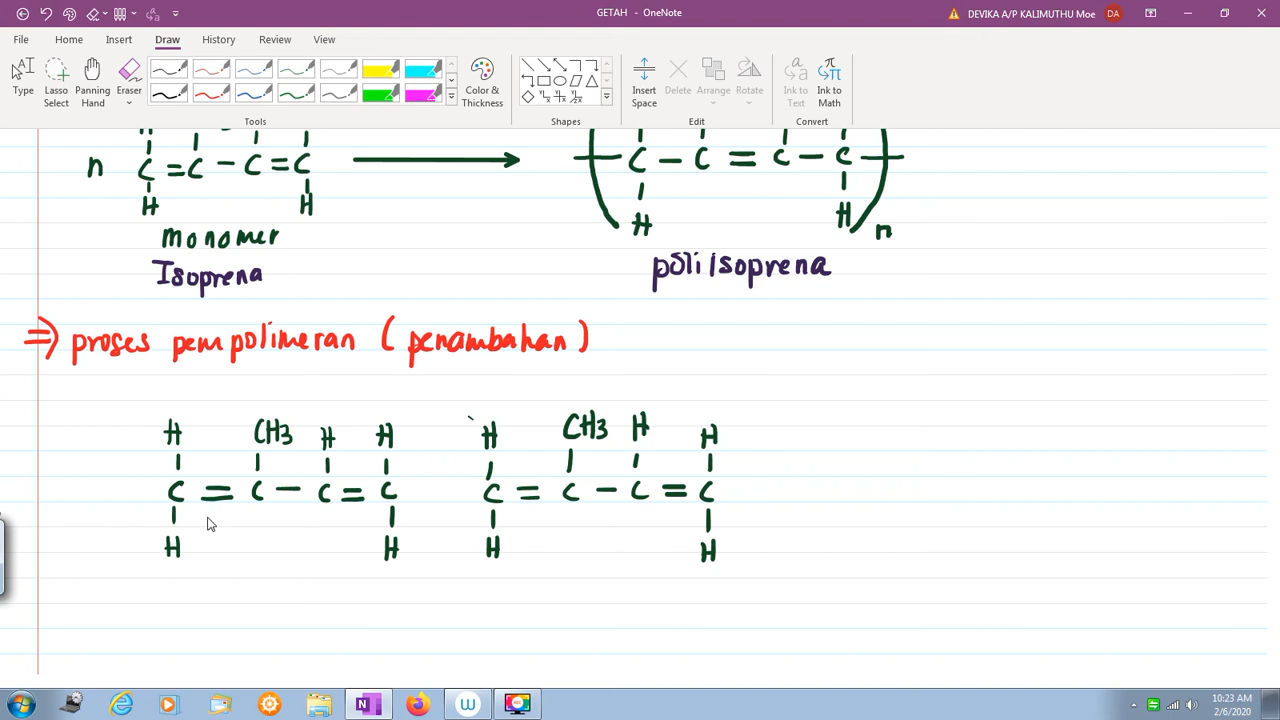 GETAH - OneNote
DEVIKA A/P KALIMUTHU Moe DA
File Home Insert Draw History Review View
Type Lasso Select Panning Hand Eraser Color & Thickness Insert Space Delete Arrange Rotate Ink to Text Ink to Math
Tools Shapes Edit Convert
n C = C - C = C → C - C = C - C
H H H H n
Monomer
Isoprena poliisoprena
⇒) proses pempolimeran (penambahan)
H CH3 H H H CH3 H H
C = C - C = C C = C - C = C
H H H H
10:23 AM
2/6/2020